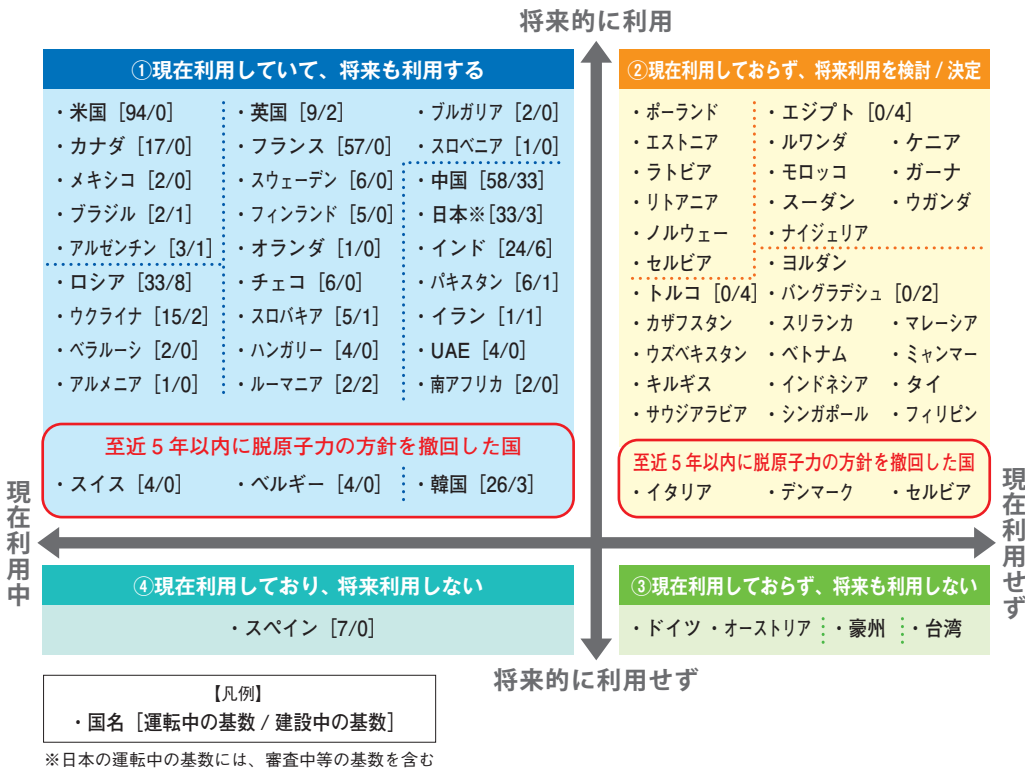 将来的に利用
①現在利用していて、将来も利用する
・米国［94/0］
・カナダ［17/0］
・メキシコ［2/0］
・ブラジル［2/1］
・アルゼンチン［3/1］
・ロシア［33/8］
・ウクライナ［15/2］
・ベラルーシ［2/0］
・アルメニア［1/0］
・英国［9/2］
・フランス［57/0］
・スウェーデン［6/0］
・フィンランド［5/0］
・オランダ［1/0］
・チェコ［6/0］
・スロバキア［5/1］
・ハンガリー［4/0］
・ルーマニア［2/2］
・ブルガリア［2/0］
・スロベニア［1/0］
・中国［58/33］
・日本※［33/3］
・インド［24/6］
・パキスタン［6/1］
・イラン［1/1］
・UAE［4/0］
・南アフリカ［2/0］
至近５年以内に脱原子力の方針を撤回した国
・スイス［4/0］
・ベルギー［4/0］
・韓国［26/3］
②現在利用しておらず、将来利用を検討 / 決定
・ポーランド
・エストニア
・ラトビア
・リトアニア
・ノルウェー
・セルビア
・エジプト［0/4］
・ルワンダ
・ケニア
・モロッコ
・ガーナ
・スーダン
・ウガンダ
・ナイジェリア
・ヨルダン
・トルコ［0/4］
・バングラデシュ［0/2］
・カザフスタン
・スリランカ
・マレーシア
・ウズベキスタン
・ベトナム
・ミャンマー
・キルギス
・インドネシア
・タイ
・サウジアラビア
・シンガポール
・フィリピン
至近５年以内に脱原子力の方針を撤回した国
・イタリア
・デンマーク
・セルビア
現在利用中
現在利用せず
④現在利用しており、将来利用しない
・スペイン［7/0］
③現在利用しておらず、将来も利用しない
・ドイツ ・オーストリア
・豪州
・台湾
将来的に利用せず
【凡例】
・国名［運転中の基数 / 建設中の基数］
※日本の運転中の基数には、審査中等の基数を含む